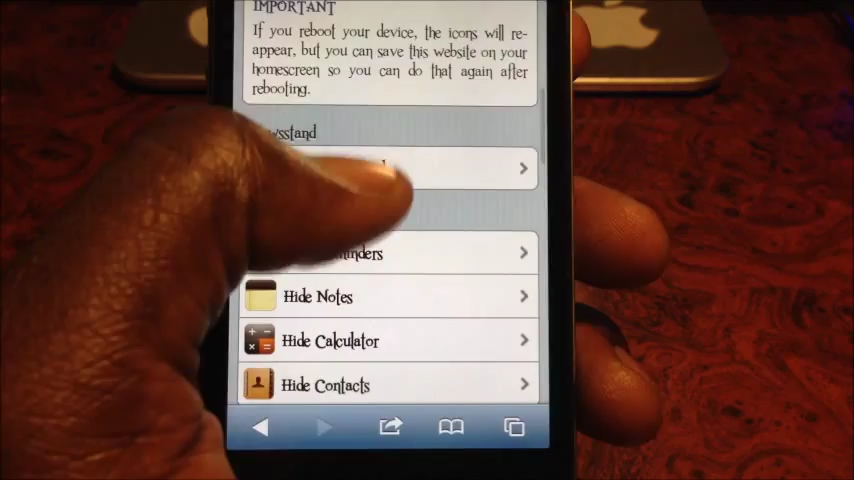 IMPORTANT
If you reboot your device, the icons will re-
appear, but you can save this website on your
homescreen so you can do that again after
rebooting.
Hide Notes
Hide Calculator
Hide Contacts